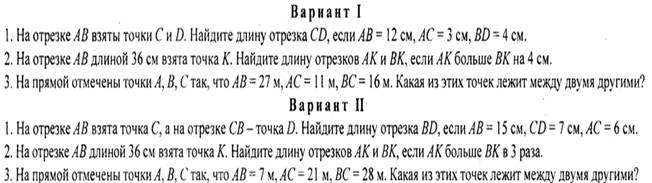 Вариант I
1. На отрезке AB взяты точки C и D. Найдите длину отрезка CD, если AB = 12 см, AC = 3 см, BD = 4 см.
2. На отрезке AB длиной 36 см взята точка K. Найдите длину отрезков AK и BK, если AK больше BK на 4 см.
3. На прямой отмечены точки A, B, C так, что AB = 27 м, AC = 11 м, BC = 16 м. Какая из этих точек лежит между двумя другими?
Вариант II
1. На отрезке AB взята точка C, а на отрезке CB – точка D. Найдите длину отрезка BD, если AB = 15 см, CD = 7 см, AC = 6 см.
2. На отрезке AB длиной 36 см взята точка K. Найдите длину отрезков AK и BK, если AK больше BK в 3 раза.
3. На прямой отмечены точки A, B, C так, что AB = 7 м, AC = 21 м, BC = 28 м. Какая из этих точек лежит между двумя другими?